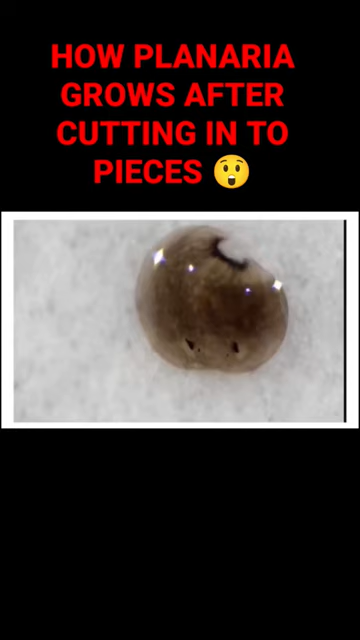 HOW PLANARIA
GROWS AFTER
CUTTING IN TO
PIECES 😲